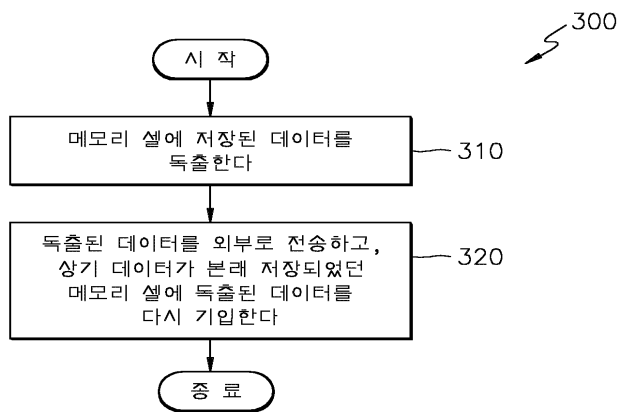 300
시 작
메모리 셀에 저장된 데이터를
독출한다
310
독출된 데이터를 외부로 전송하고,
상기 데이터가 본래 저장되었던
메모리 셀에 독출된 데이터를
다시 기입한다
320
종 료